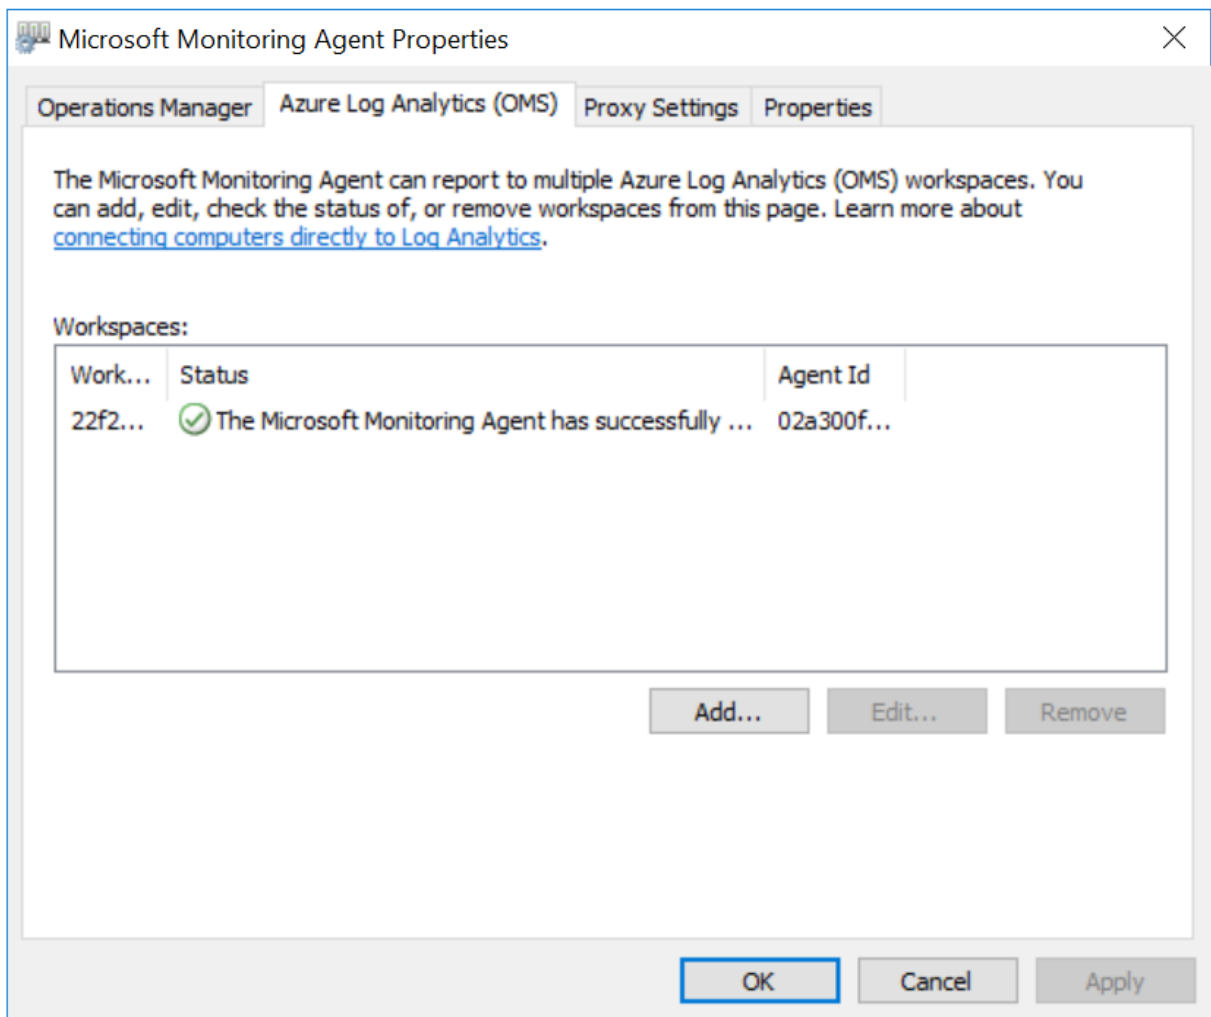 Microsoft Monitoring Agent Properties
Operations Manager Azure Log Analytics (OMS) Proxy Settings Properties
The Microsoft Monitoring Agent can report to multiple Azure Log Analytics (OMS) workspaces. You
can add, edit, check the status of, or remove workspaces from this page. Learn more about
connecting computers directly to Log Analytics.
Workspaces:
Work... Status Agent Id
22f2... The Microsoft Monitoring Agent has successfully ... 02a300f...
Add... Edit... Remove
OK Cancel Apply